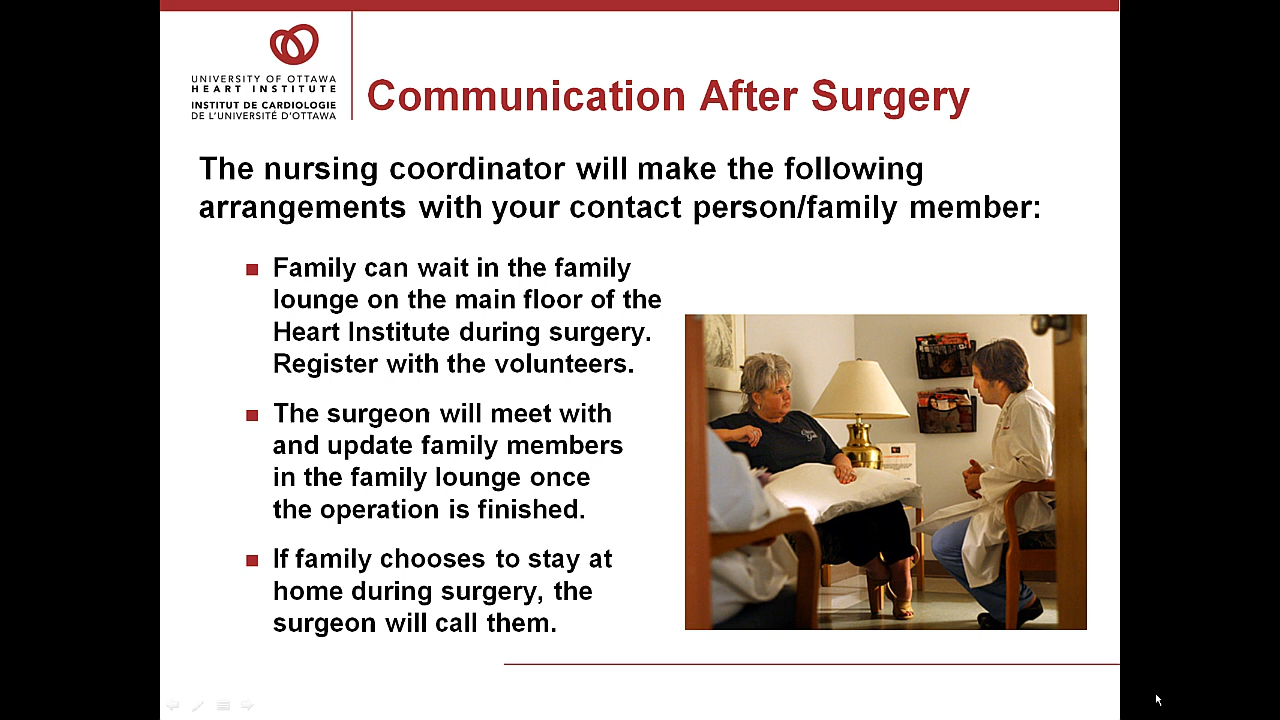 UNIVERSITY OF OTTAWA
HEART INSTITUTE
INSTITUT DE CARDIOLOGIE
DE L'UNIVERSITÉ D'OTTAWA
Communication After Surgery
The nursing coordinator will make the following
arrangements with your contact person/family member:
Family can wait in the family
lounge on the main floor of the
Heart Institute during surgery.
Register with the volunteers.
The surgeon will meet with
and update family members
in the family lounge once
the operation is finished.
If family chooses to stay at
home during surgery, the
surgeon will call them.